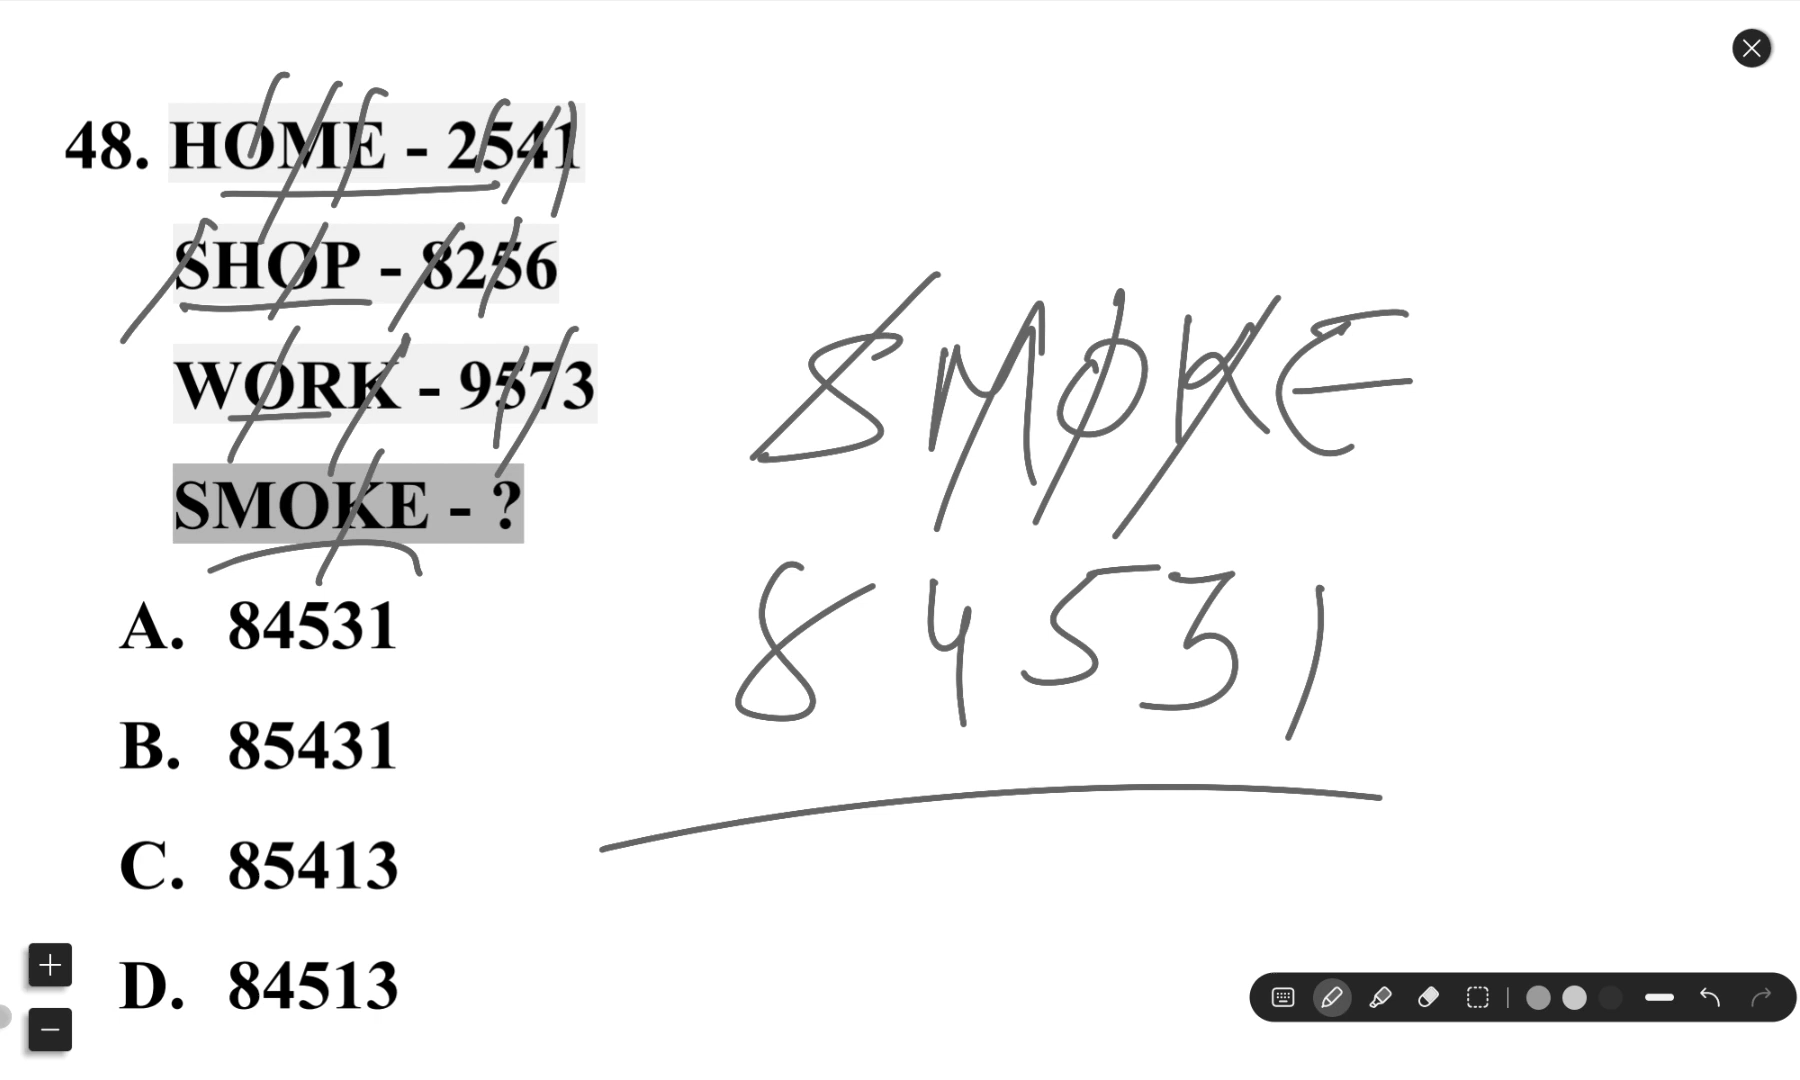 48. HOME - 2541
SHOP - 8256
WORK - 9573
SMOKE - ?
A. 84531
B. 85431
C. 85413
D. 84513
SMOKE
84531